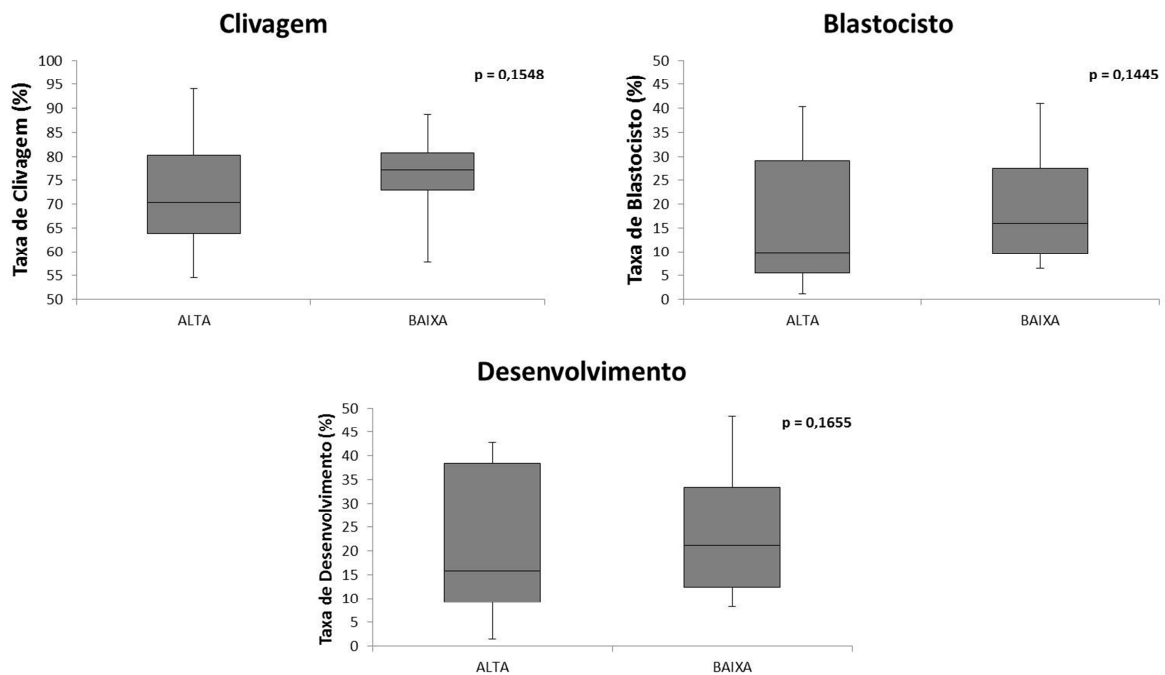 Clivagem
p = 0,1548
Taxa de Clivagem (%)
100
95
90
85
80
75
70
65
60
55
50
ALTA
BAIXA
Blastocisto
p = 0,1445
Taxa de Blastocisto (%)
50
45
40
35
30
25
20
15
10
5
0
ALTA
BAIXA
Desenvolvimento
p = 0,1655
Taxa de Desenvolvimento (%)
50
45
40
35
30
25
20
15
10
5
0
ALTA
BAIXA